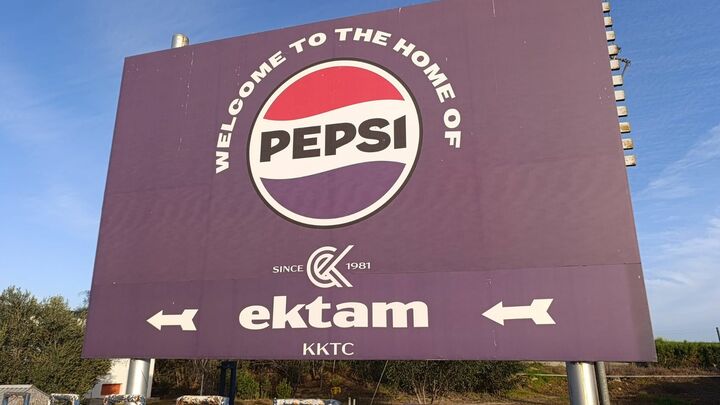 WELCOME TO THE HOME OF
PEPSI
SINCE 1981
ektam
KKTC